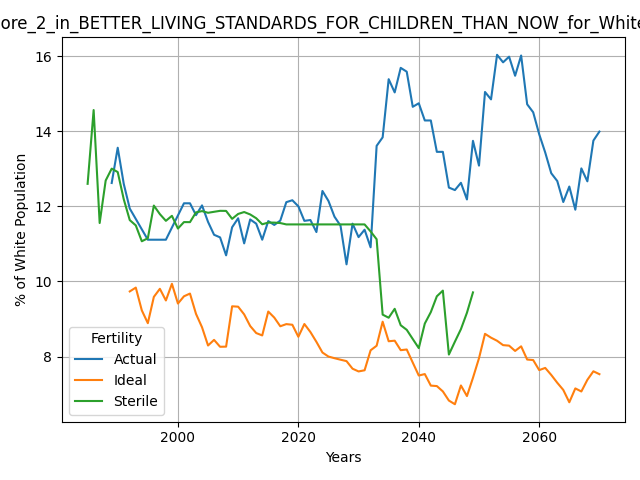 ore_2_in_BETTER_LIVING_STANDARDS_FOR_CHILDREN_THAN_NOW_for_White
% of White Population
16
14
12
10
8
Fertility
Actual
Ideal
Sterile
2000
2020
2040
2060
Years